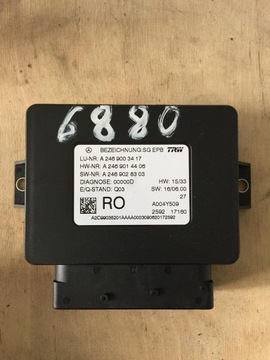 6880
BEZEICHNUNG:SG EPB TRW
LU-NR: A 246 900 34 17
HW-NR: A 246 901 44 06
SW-NR: A 246 902 63 03
DIAGNOSE: 00000D HW: 15/33
E/Q-STAND: Q03 SW: 16/06.00
27
RO A004Y509
2592 17160